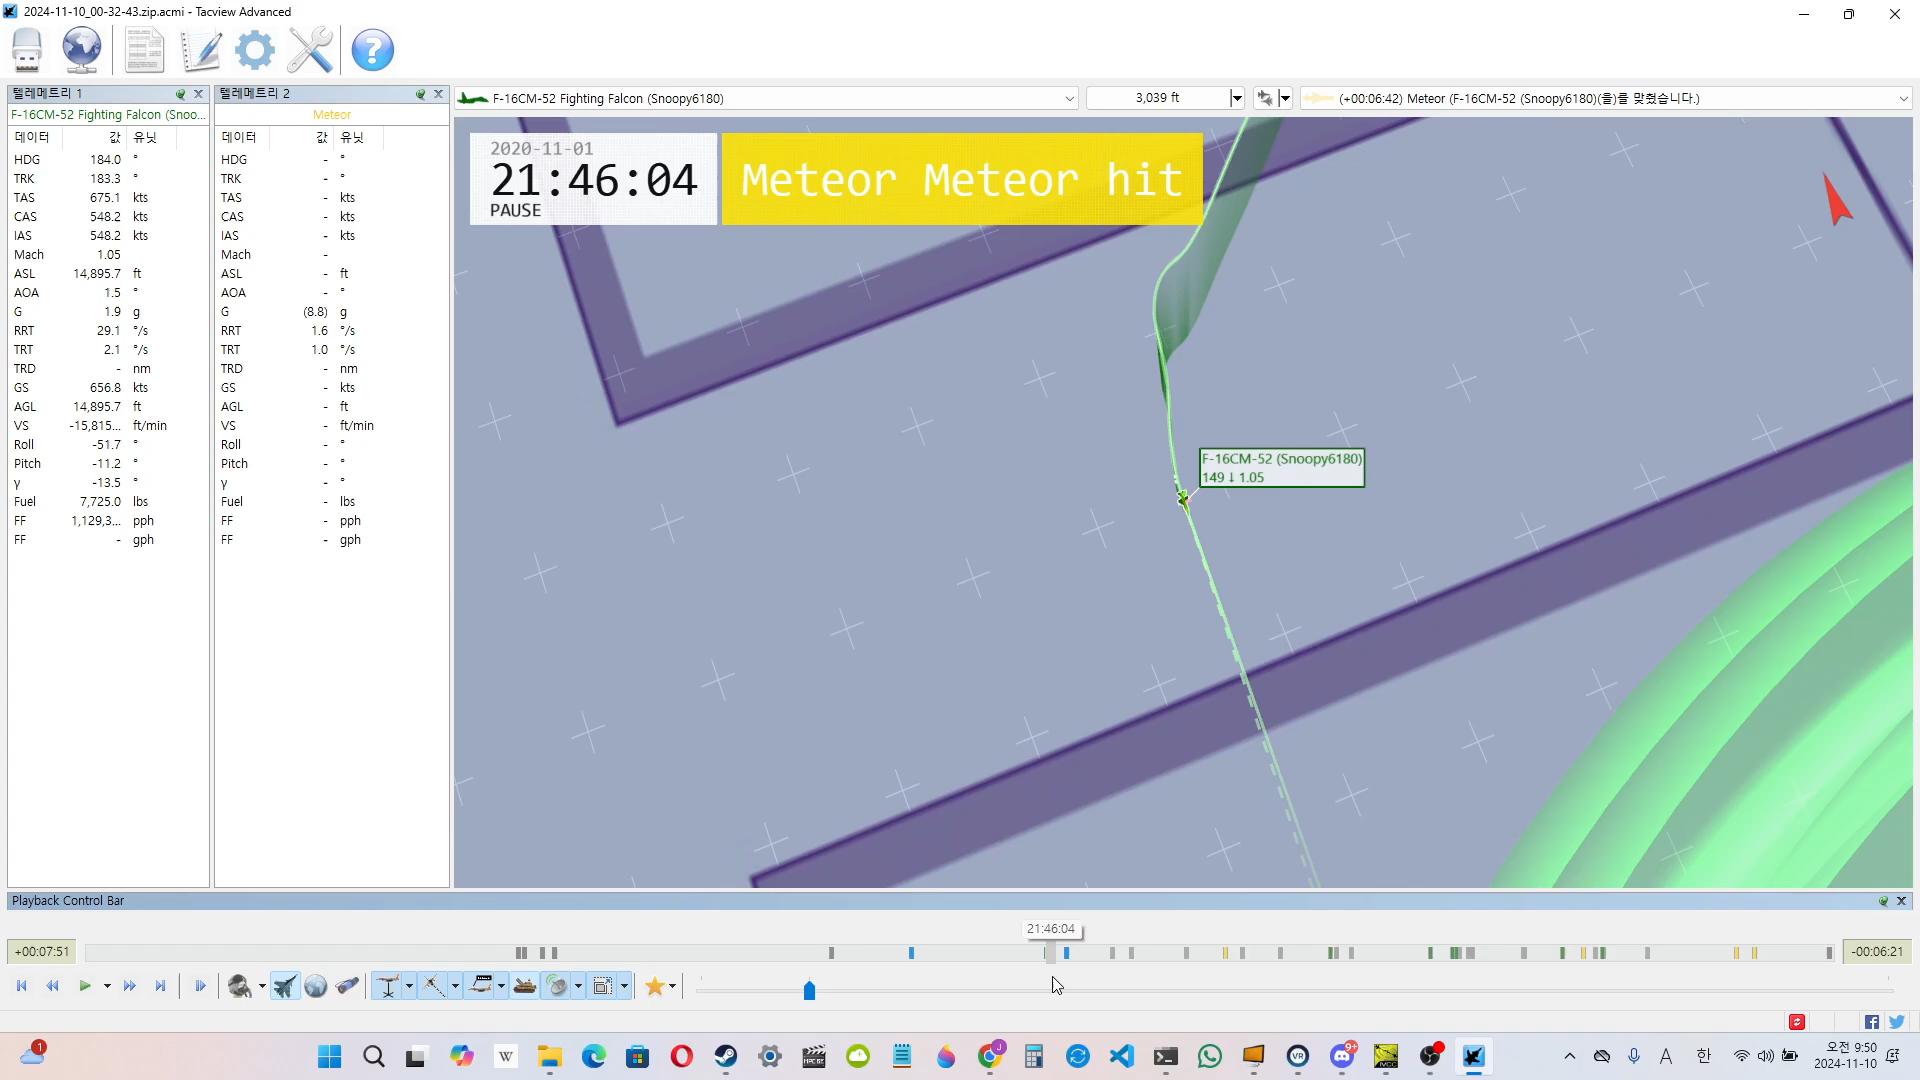 2024-11-10_00-32-43.zip.acmi - Tacview Advanced
텔레메트리 1
F-16CM-52 Fighting Falcon (Snoo...
데이터 값 유닛
HDG 184.0 °
TRK 183.3 °
TAS 675.1 kts
CAS 548.2 kts
IAS 548.2 kts
Mach 1.05
ASL 14,895.7 ft
AOA 1.5 °
G 1.9 g
RRT 29.1 °/s
TRT 2.1 °/s
TRD - nm
GS 656.8 kts
AGL 14,895.7 ft
VS -15,815... ft/min
Roll -51.7 °
Pitch -11.2 °
γ -13.5 °
Fuel 7,725.0 lbs
FF 1,129,3... pph
FF - gph
텔레메트리 2
Meteor
데이터 값 유닛
HDG - °
TRK - °
TAS - kts
CAS - kts
IAS - kts
Mach -
ASL - ft
AOA - °
G (8.8) g
RRT 1.6 °/s
TRT 1.0 °/s
TRD - nm
GS - kts
AGL - ft
VS - ft/min
Roll - °
Pitch - °
γ - °
Fuel - lbs
FF - pph
FF - gph
F-16CM-52 Fighting Falcon (Snoopy6180)
3,039 ft
(+00:06:42) Meteor (F-16CM-52 (Snoopy6180)(을)를 맞췄습니다.)
2020-11-01
21:46:04
PAUSE
Meteor Meteor hit
F-16CM-52 (Snoopy6180)
149 ↓ 1.05
Playback Control Bar
21:46:04
+00:07:51
-00:06:21
1
W
J
9+
VR
A
한
오전 9:50
2024-11-10